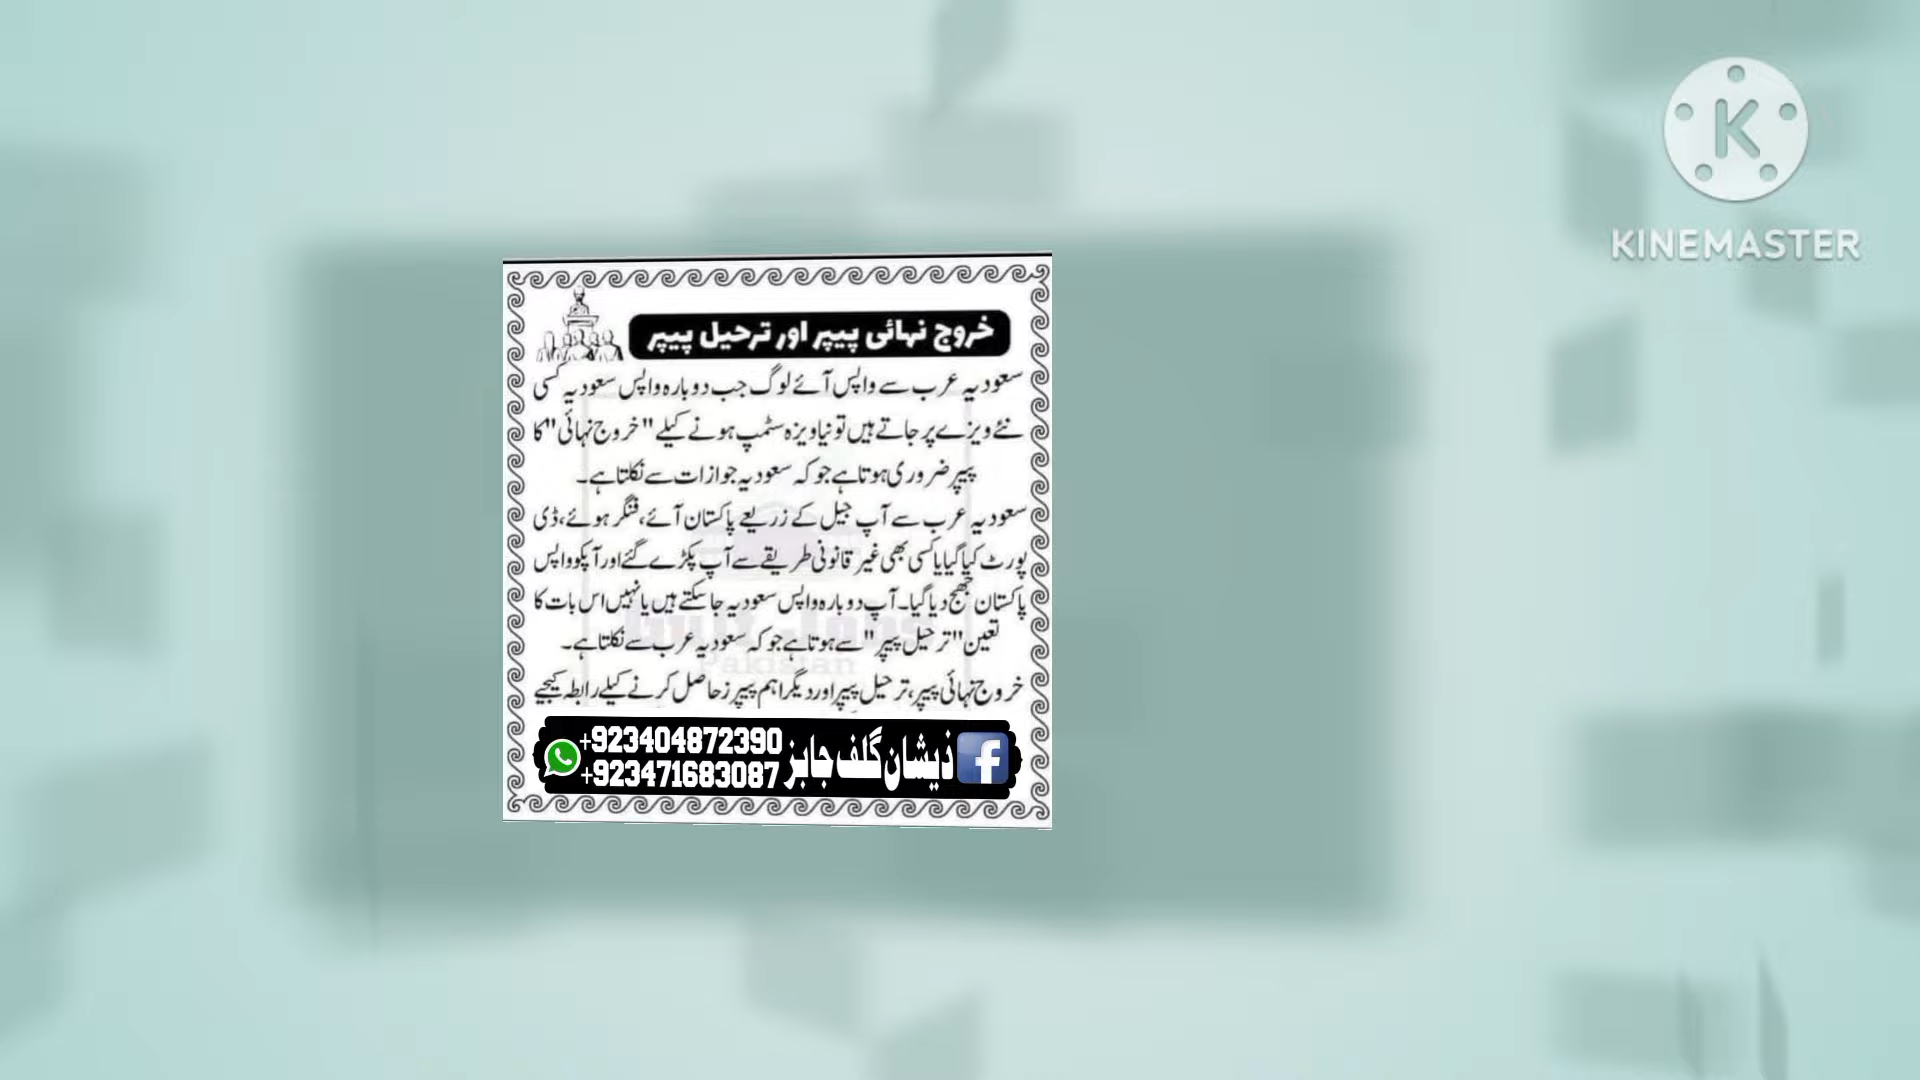 KINEMASTER
خروج نہائی پیپر اور ترحیل پیپر
سعودیہ عرب سے واپس آئے لوگ جب دوبارہ واپس سعودیہ کسی
نئے ویزے پر جاتے ہیں تو نیا ویزہ سٹمپ ہونے کیلے "خروج نہائی" کا
پیپر ضروری ہوتا ہے جو کہ سعودیہ جوازات سے نکلتا ہے۔
سعودیہ عرب سے آپ جیل کے زریعے پاکستان آئے، فنگر ہوئے، ڈی
پورٹ کیا گیا یا کسی بھی غیر قانونی طریقے سے آپ پکڑے گئے اور آپکو واپس
پاکستان بھیج دیا گیا۔ آپ دوبارہ واپس سعودیہ جا سکتے ہیں یا نہیں اس بات کا
تعین "ترحیل پیپر" سے ہوتا ہے جو کہ سعودیہ عرب سے نکلتا ہے۔
خروج نہائی پیپر، ترحیل پیپر اور دیگر اہم پیپرز حاصل کرنے کیلے رابطہ کیجیے
ذیشان گلف جابز
+923404872390
+923471683087
Gulf Jobs
Pakistan